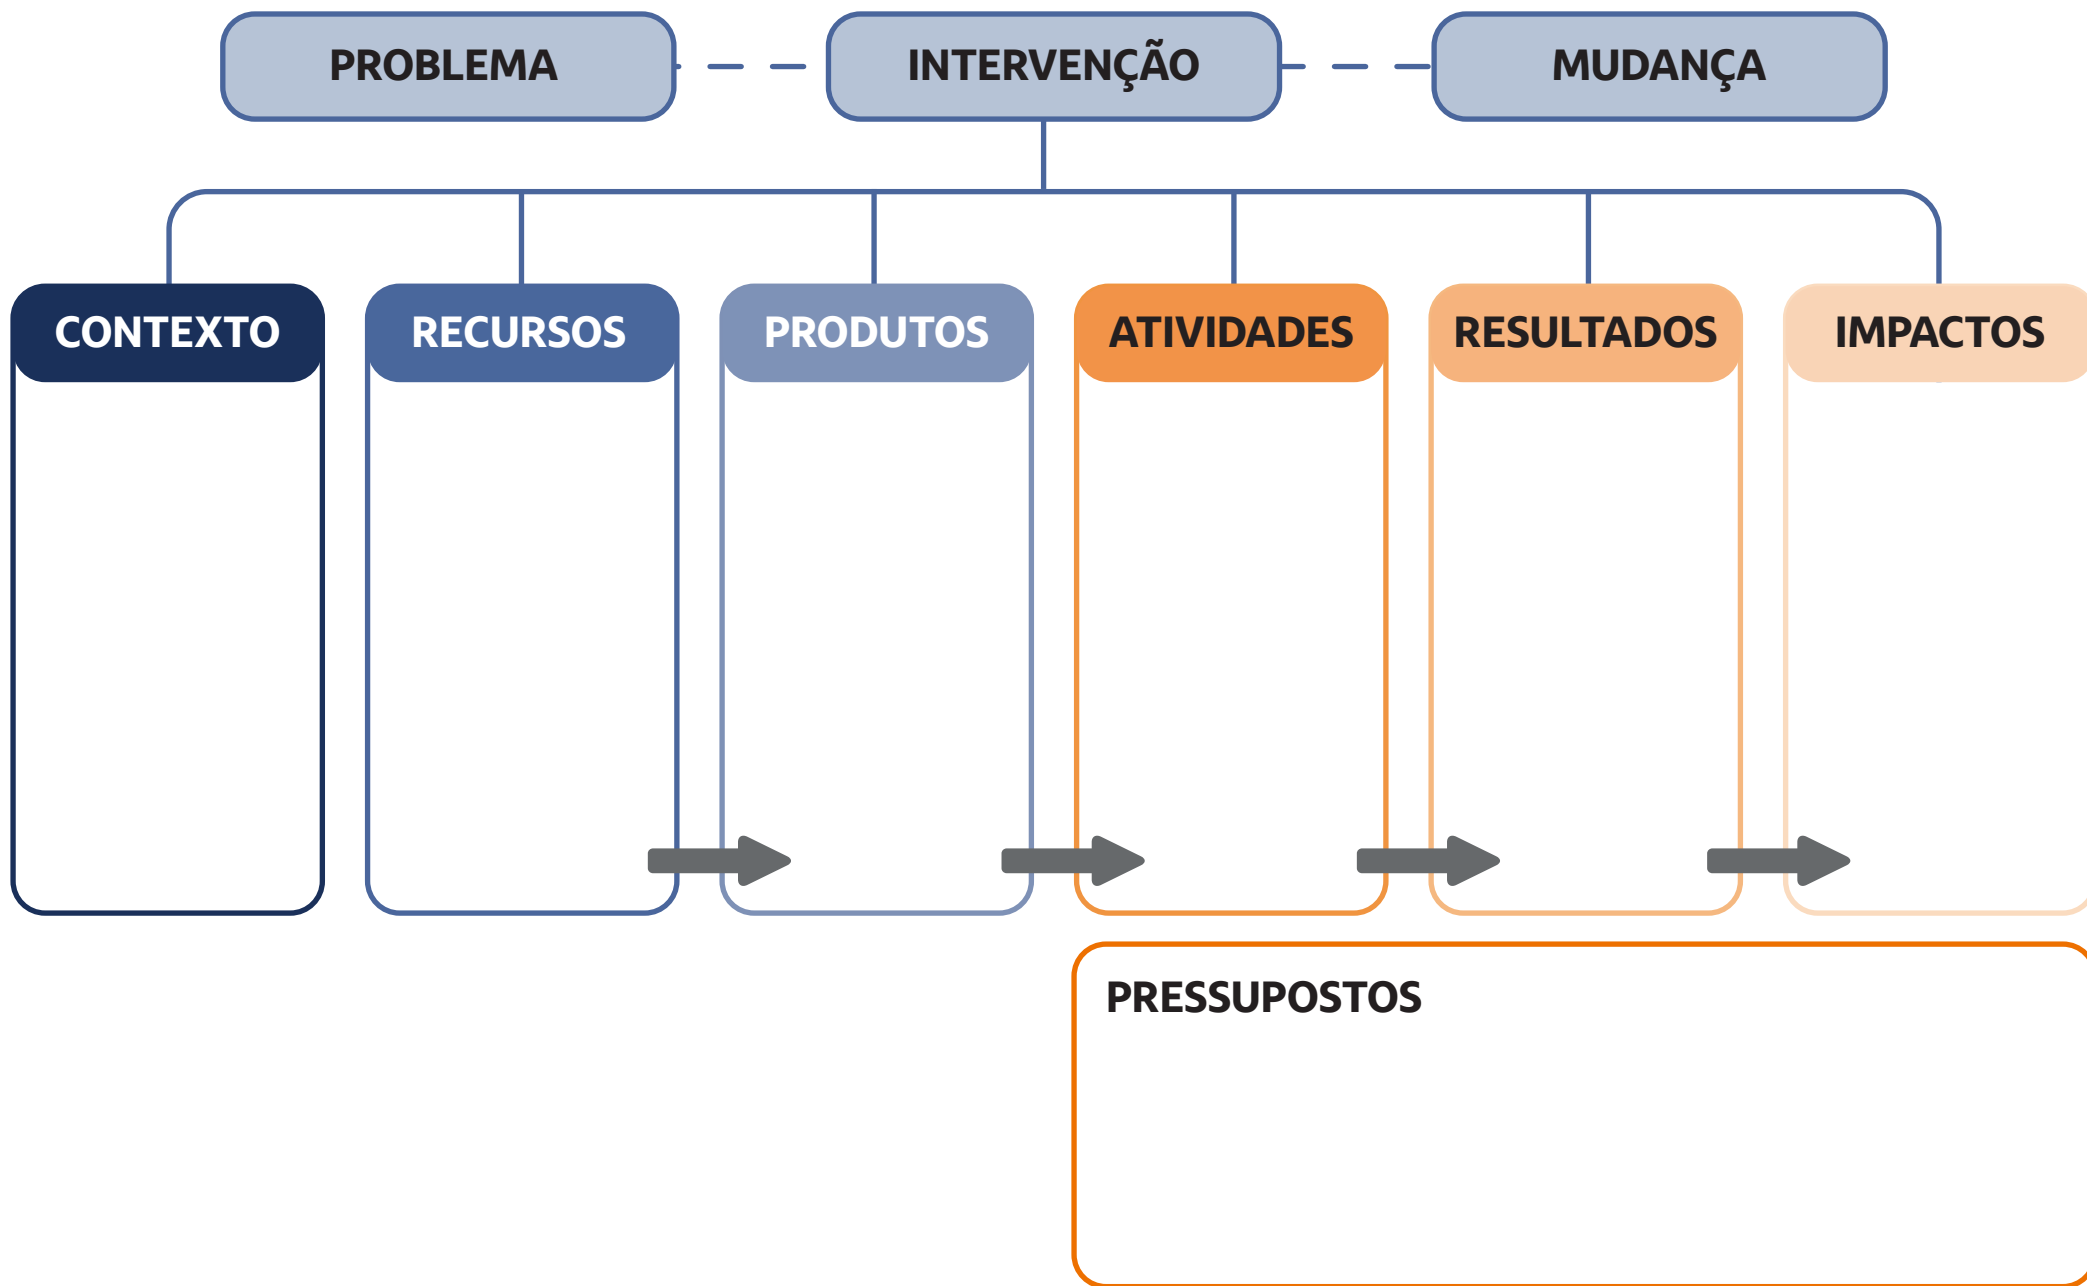 PROBLEMA
INTERVENÇÃO
MUDANÇA
CONTEXTO
RECURSOS
PRODUTOS
ATIVIDADES
RESULTADOS
IMPACTOS
PRESSUPOSTOS